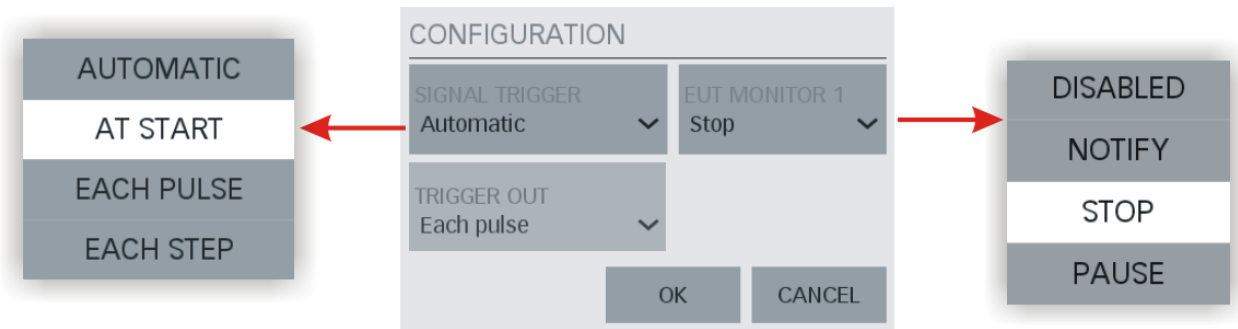 AUTOMATIC
AT START
EACH PULSE
EACH STEP
CONFIGURATION
SIGNAL TRIGGER
Automatic
EUT MONITOR 1
Stop
TRIGGER OUT
Each pulse
OK
CANCEL
DISABLED
NOTIFY
STOP
PAUSE